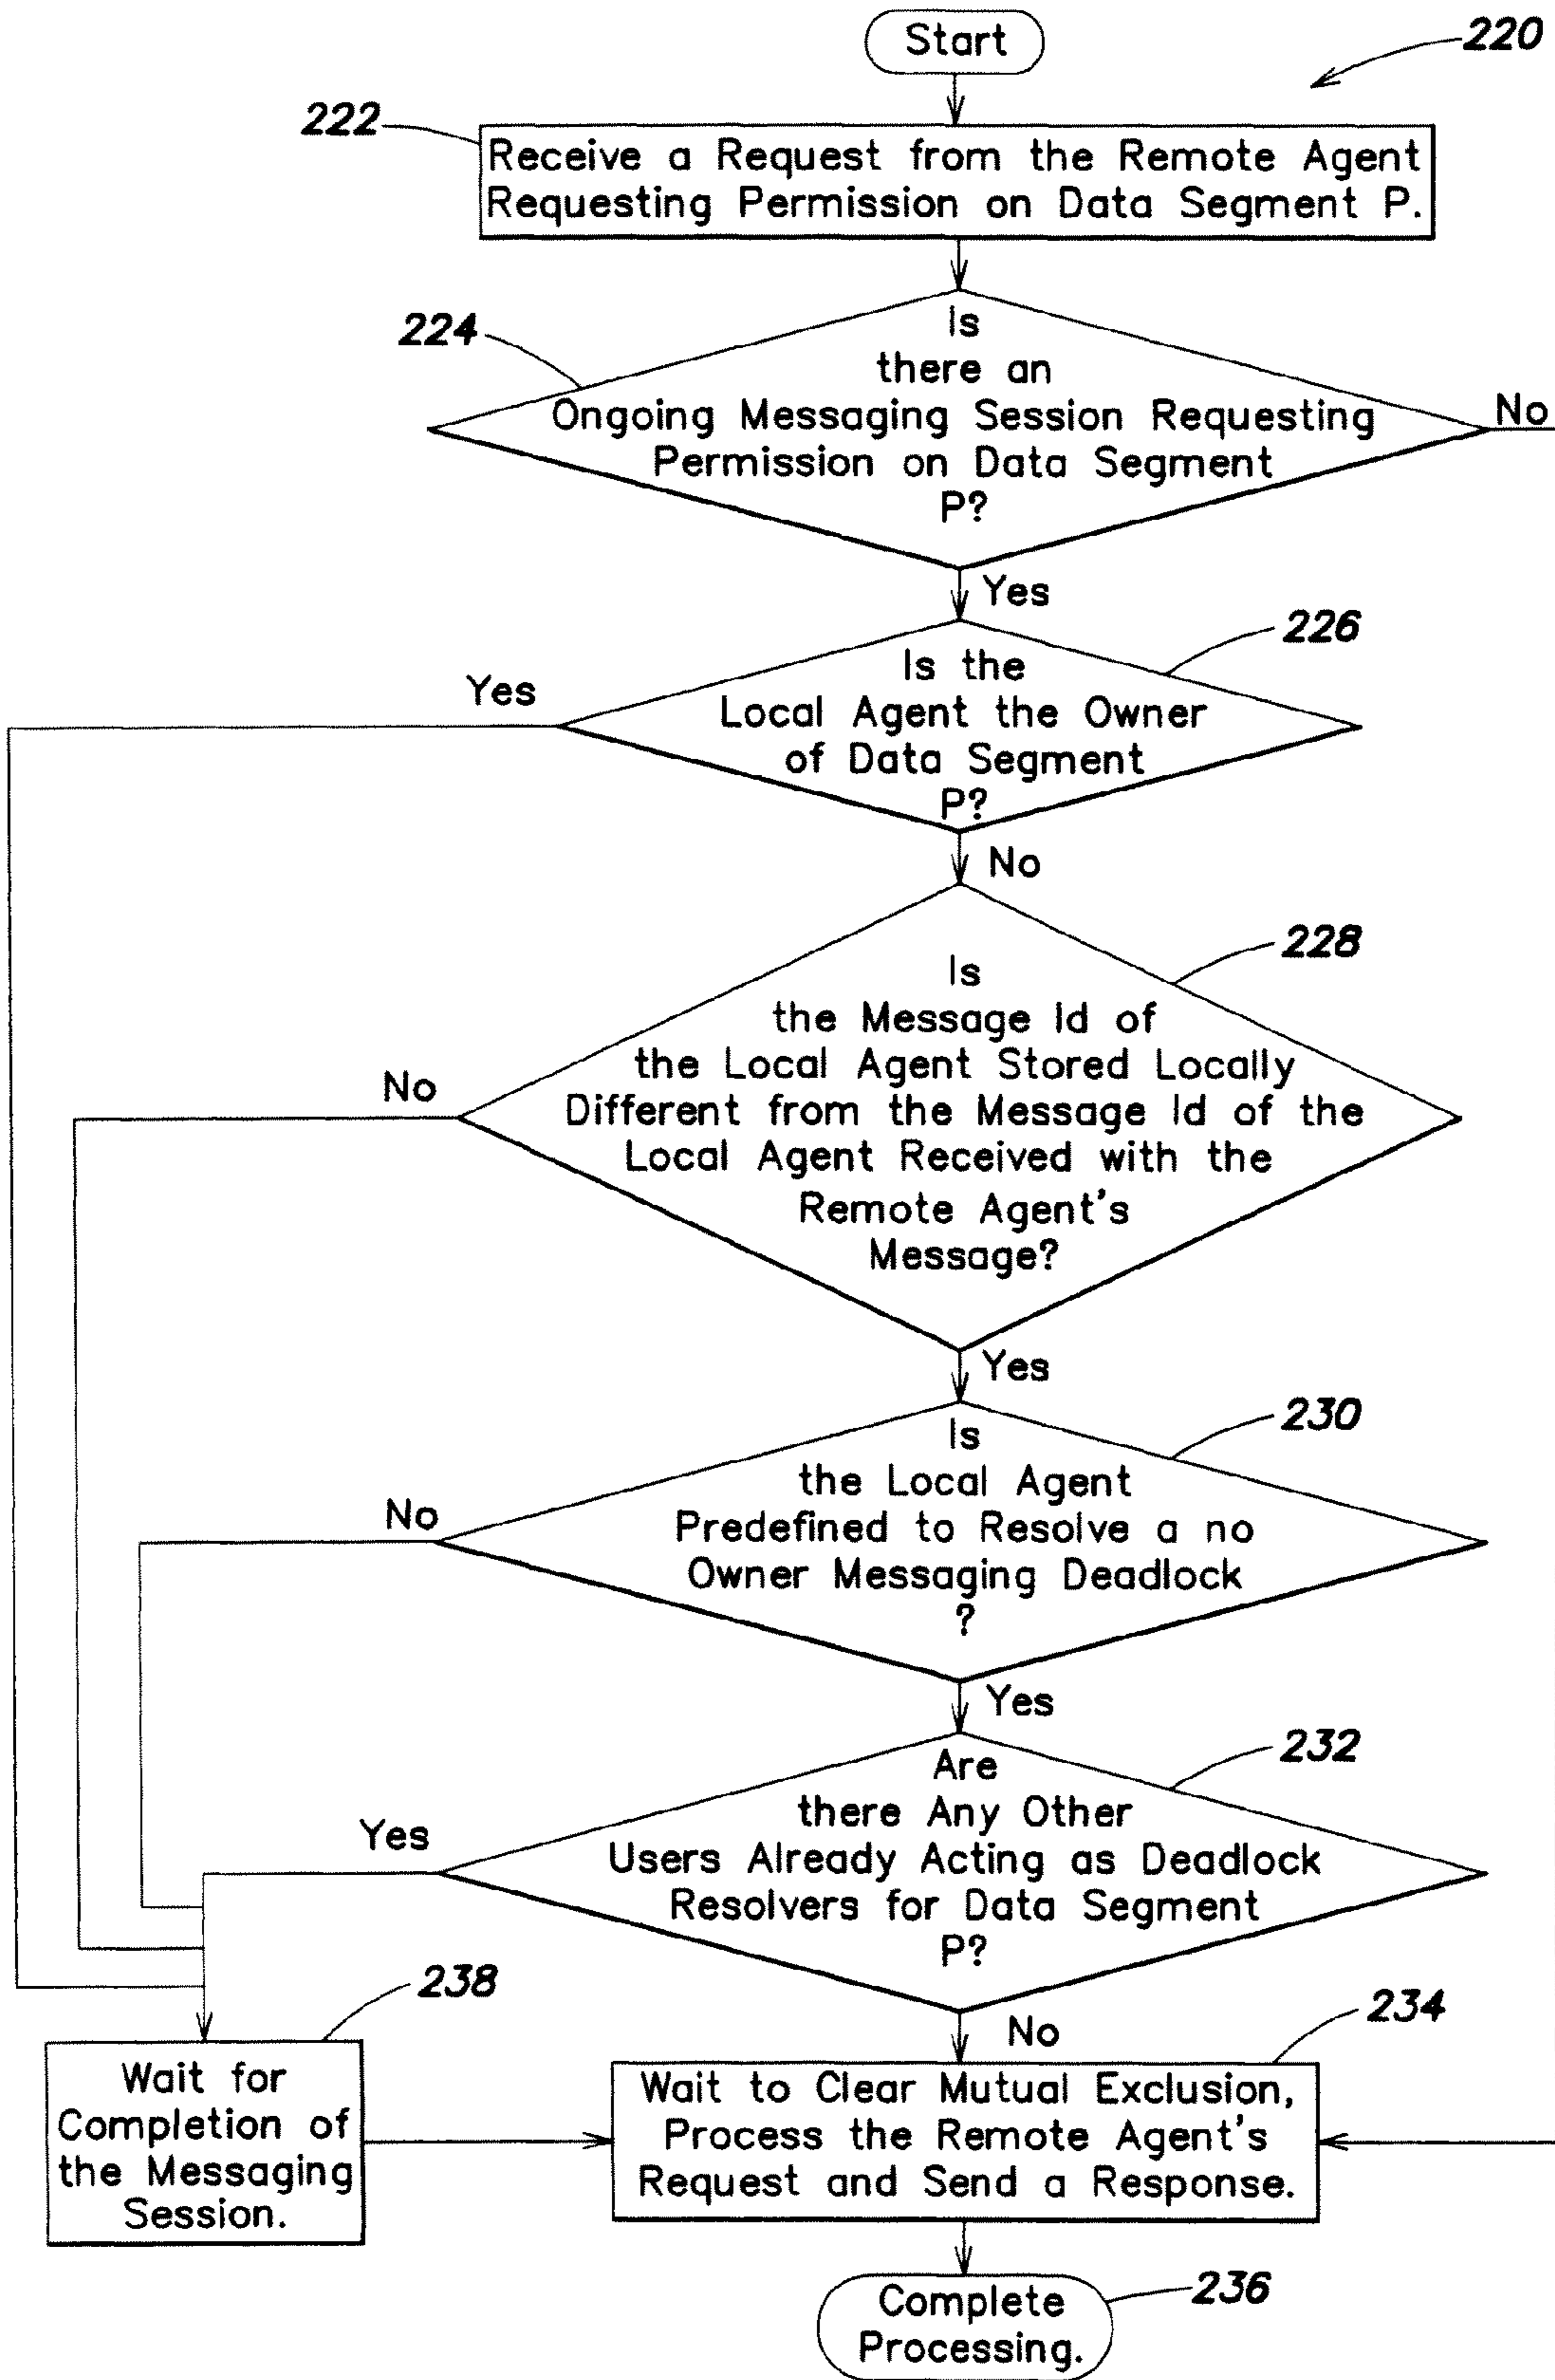 Start
220
222
Receive a Request from the Remote Agent
Requesting Permission on Data Segment P.
224
Is
there an
Ongoing Messaging Session Requesting
Permission on Data Segment
P?
No
Yes
226
Is the
Local Agent the Owner
of Data Segment
P?
Yes
No
228
Is
the Message Id of
the Local Agent Stored Locally
Different from the Message Id of the
Local Agent Received with the
Remote Agent's
Message?
No
Yes
230
Is
the Local Agent
Predefined to Resolve a no
Owner Messaging Deadlock
?
No
Yes
232
Are
there Any Other
Users Already Acting as Deadlock
Resolvers for Data Segment
P?
Yes
No
238
Wait for
Completion of
the Messaging
Session.
234
Wait to Clear Mutual Exclusion,
Process the Remote Agent's
Request and Send a Response.
236
Complete
Processing.